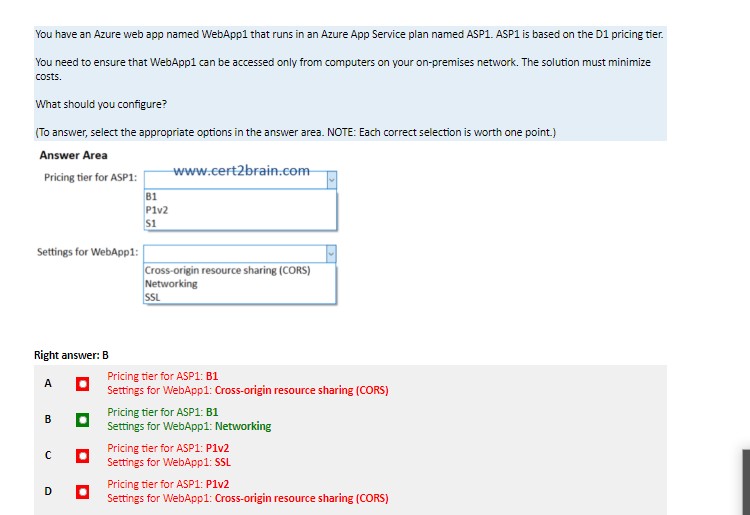 You have an Azure web app named WebApp1 that runs in an Azure App Service plan named ASP1. ASP1 is based on the D1 pricing tier.
You need to ensure that WebApp1 can be accessed only from computers on your on-premises network. The solution must minimize
costs.
What should you configure?
(To answer, select the appropriate options in the answer area. NOTE: Each correct selection is worth one point.)
Answer Area
www.cert2brain.com
Pricing tier for ASP1:
B1
P1v2
S1
Settings for WebApp1:
Cross-origin resource sharing (CORS)
Networking
SSL
Right answer: B
A
Pricing tier for ASP1: B1
Settings for WebApp1: Cross-origin resource sharing (CORS)
B
Pricing tier for ASP1: B1
Settings for WebApp1: Networking
C
Pricing tier for ASP1: P1v2
Settings for WebApp1: SSL
D
Pricing tier for ASP1: P1v2
Settings for WebApp1: Cross-origin resource sharing (CORS)